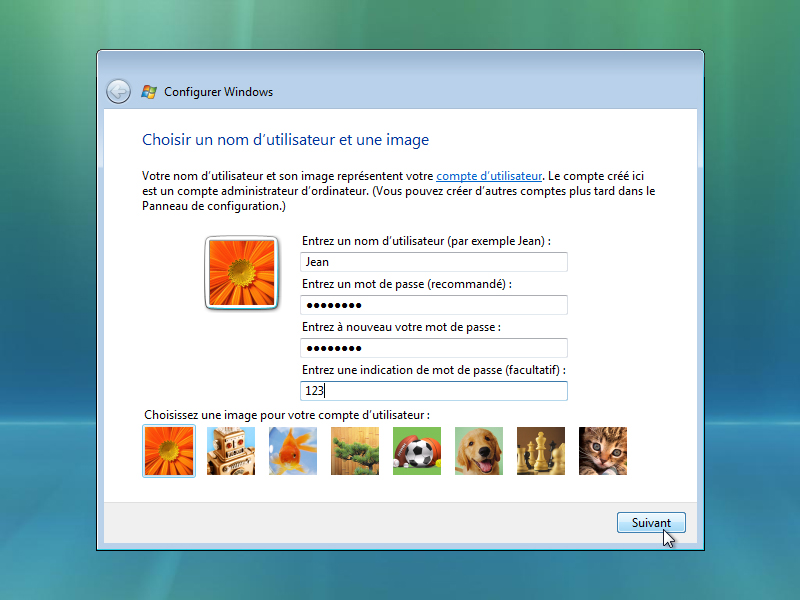 Configurer Windows
Choisir un nom d'utilisateur et une image
Votre nom d'utilisateur et son image représentent votre compte d'utilisateur. Le compte créé ici
est un compte administrateur d'ordinateur. (Vous pouvez créer d'autres comptes plus tard dans le
Panneau de configuration.)
Entrez un nom d'utilisateur (par exemple Jean) :
Jean
Entrez un mot de passe (recommandé) :
●●●●●●●●
Entrez à nouveau votre mot de passe :
●●●●●●●●
Entrez une indication de mot de passe (facultatif) :
123
Choisissez une image pour votre compte d'utilisateur :
Suivant